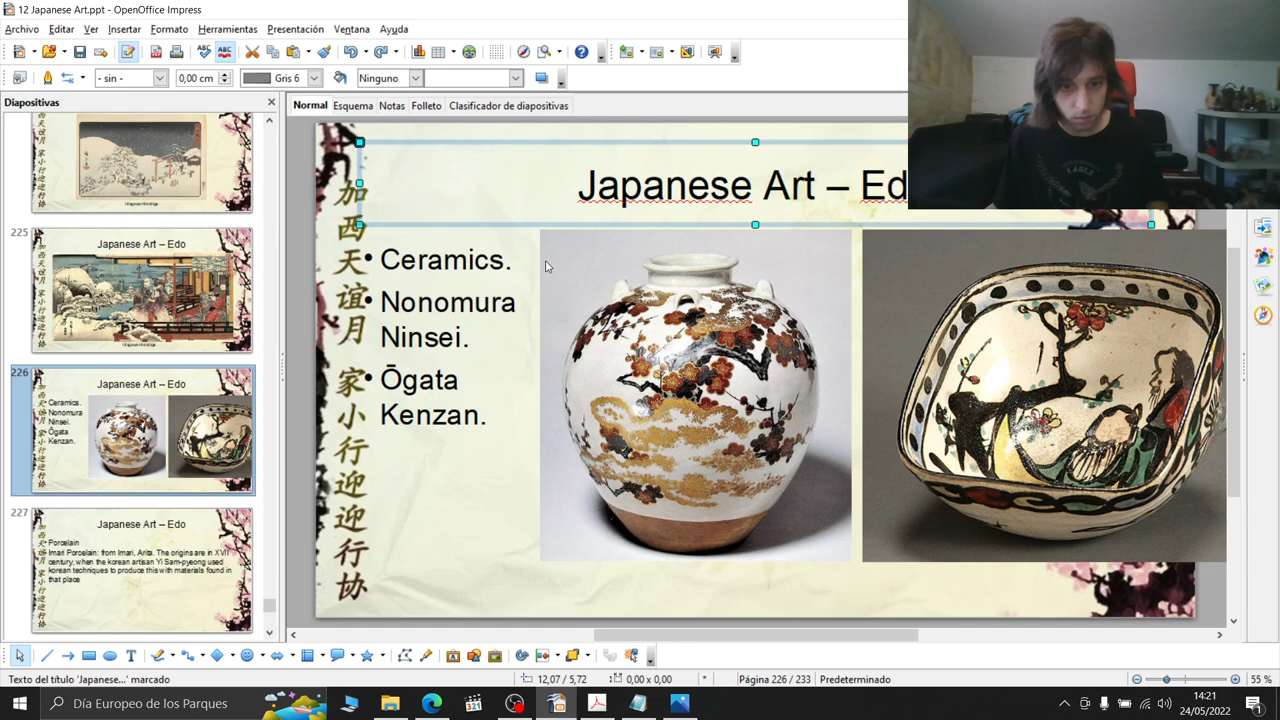 12 Japanese Art.ppt - OpenOffice Impress
Archivo Editar Ver Insertar Formato Herramientas Presentación Ventana Ayuda
- sin - 0,00 cm Gris 6 Ninguno
Diapositivas
Normal Esquema Notas Folleto Clasificador de diapositivas
225
Japanese Art – Edo
226
Japanese Art – Edo
Ceramics.
Nonomura
Ninsei.
Ōgata
Kenzan.
227
Japanese Art – Edo
Porcelain
Imari Porcelain: from Imari, Arita. The origins are in XVII
century, when the korean artisan Yi Sam-pyeong used
korean techniques to produce this with materials found in
that place
加
西
天
谊
月
家
小
行
迎
迎
行
协
Japanese Art – Ed
• Ceramics.
• Nonomura
Ninsei.
• Ōgata
Kenzan.
EAGLE
Texto del título 'Japanese...' marcado 12,07 / 5,72 0,00 x 0,00 * Página 226 / 233 Predeterminado 55 %
Día Europeo de los Parques
321
14:21
24/05/2022
1